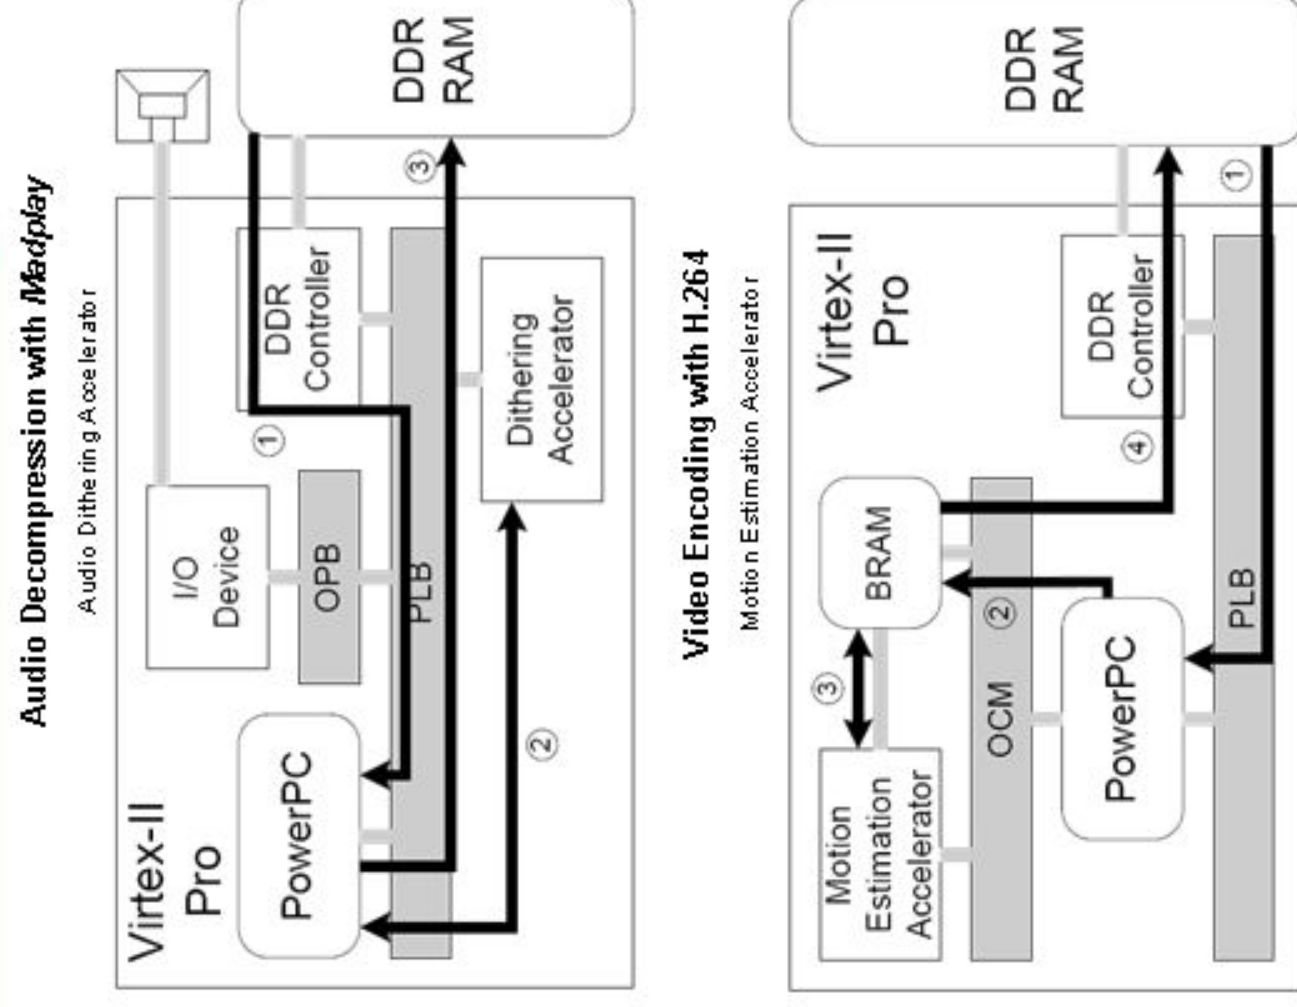 Audio Decompression with Madplay
Audio Dithering Accelerator
Virtex-II
Pro
I/O
Device
OPB
PowerPC
PLB
DDR
Controller
Dithering
Accelerator
DDR
RAM
1
2
3
Video Encoding with H.264
Motion Estimation Accelerator
Virtex-II
Pro
Motion
Estimation
Accelerator
BRAM
OCM
PowerPC
PLB
DDR
Controller
DDR
RAM
1
2
3
4